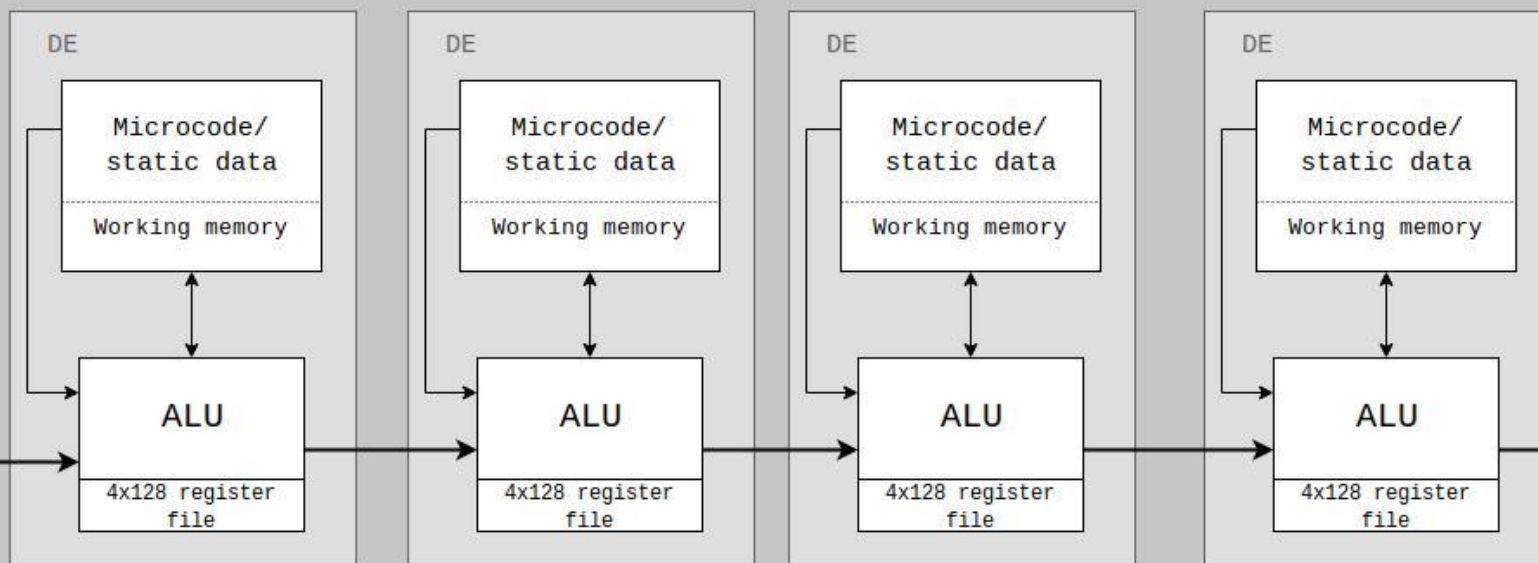 DE
Microcode/
static data
Working memory
ALU
4x128 register
file
DE
Microcode/
static data
Working memory
ALU
4x128 register
file
DE
Microcode/
static data
Working memory
ALU
4x128 register
file
DE
Microcode/
static data
Working memory
ALU
4x128 register
file